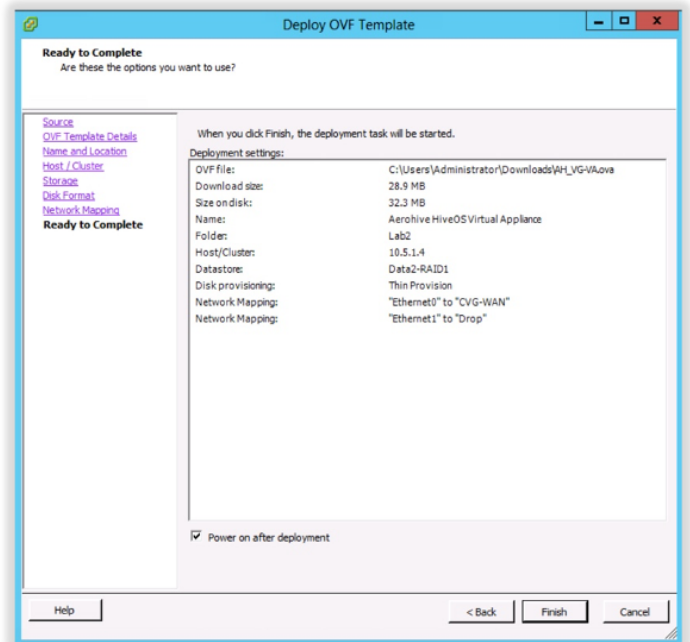 Deploy OVF Template
Ready to Complete
Are these the options you want to use?
Source
OVF Template Details
Name and Location
Host / Cluster
Storage
Disk Format
Network Mapping
Ready to Complete
When you click Finish, the deployment task will be started.
Deployment settings:
OVF file: C:\Users\Administrator\Downloads\AH_VG-VA.ova
Download size: 28.9 MB
Size on disk: 32.3 MB
Name: Aerohive HiveOS Virtual Appliance
Folder: Lab2
Host/Cluster: 10.5.1.4
Datastore: Data2-RAID1
Disk provisioning: Thin Provision
Network Mapping: "Ethernet0" to "CVG-WAN"
Network Mapping: "Ethernet1" to "Drop"
Power on after deployment
Help < Back Finish Cancel